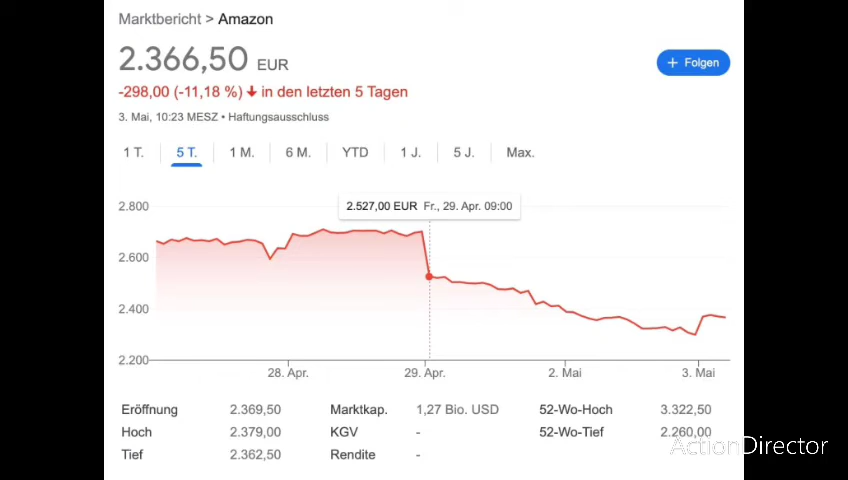 Marktbericht > Amazon
2.366,50 EUR
+ Folgen
-298,00 (-11,18 %) ↓ in den letzten 5 Tagen
3. Mai, 10:23 MESZ • Haftungsausschluss
1 T. 5 T. 1 M. 6 M. YTD 1 J. 5 J. Max.
2.527,00 EUR Fr., 29. Apr. 09:00
2.800
2.600
2.400
2.200
28. Apr. 29. Apr. 2. Mai 3. Mai
Eröffnung 2.369,50 Marktkap. 1,27 Bio. USD 52-Wo-Hoch 3.322,50
Hoch 2.379,00 KGV - 52-Wo-Tief 2.260,00
Tief 2.362,50 Rendite -
ActionDirector